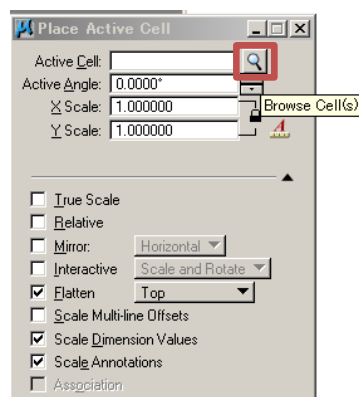 Place Active Cell
Active Cell:
Active Angle: 0.0000°
X Scale: 1.000000
Browse Cell(s)
Y Scale: 1.000000
True Scale
Relative
Mirror: Horizontal
Interactive Scale and Rotate
Flatten Top
Scale Multi-line Offsets
Scale Dimension Values
Scale Annotations
Association